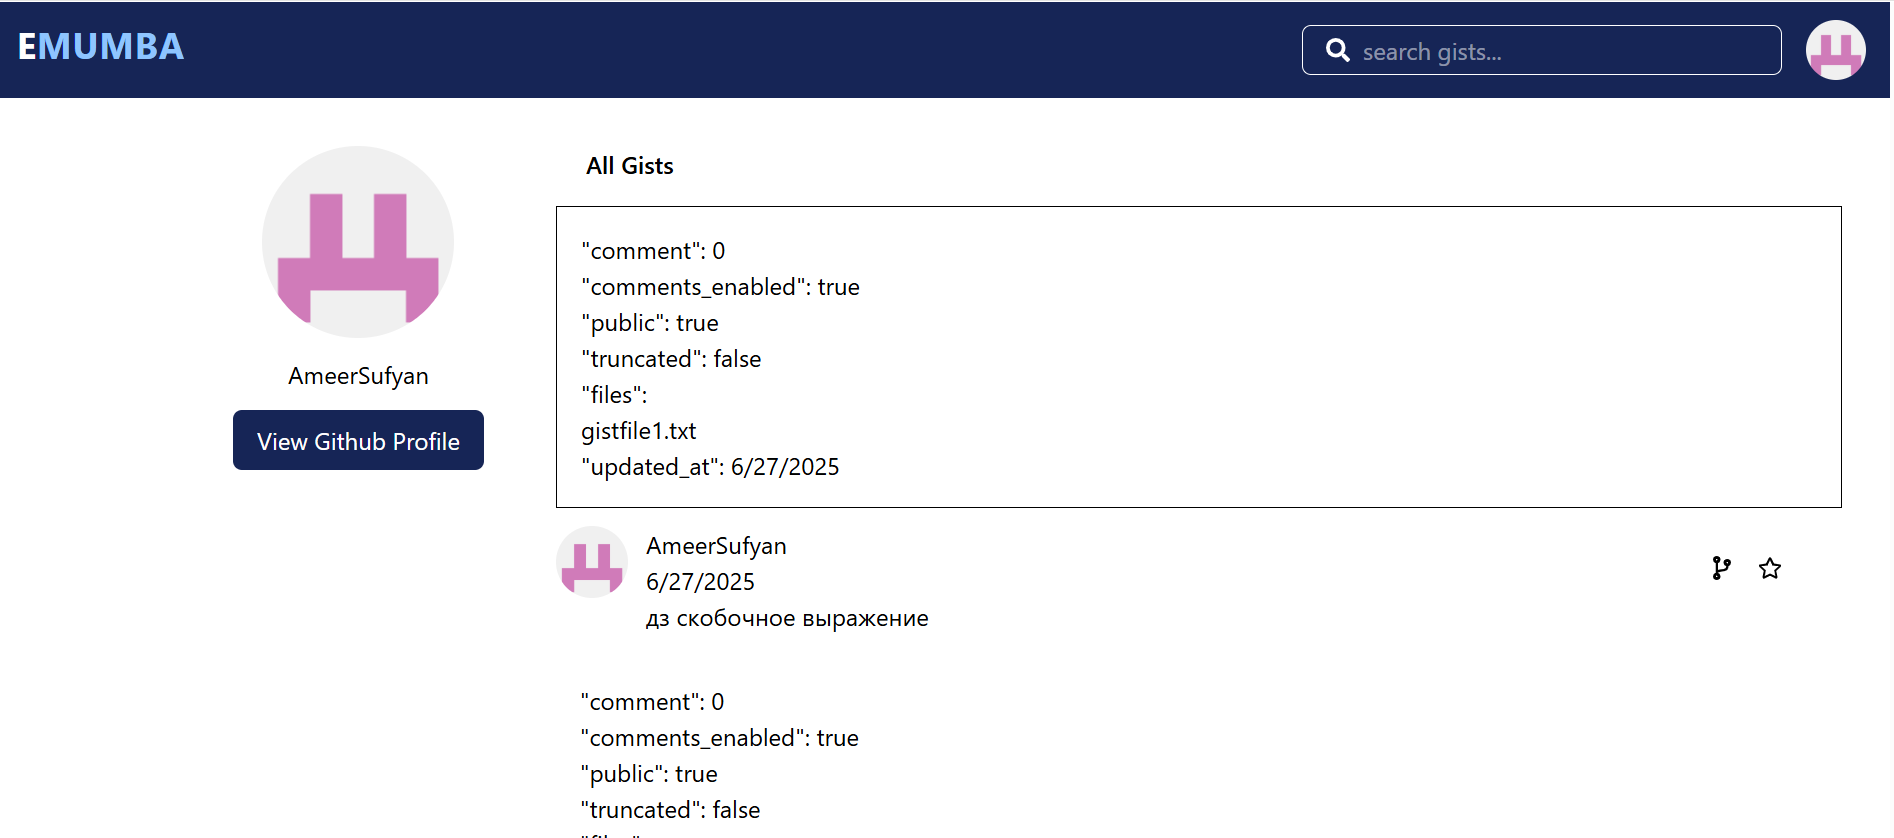 EMUMBA
search gists...
All Gists
AmeerSufyan
View Github Profile
"comment": 0
"comments_enabled": true
"public": true
"truncated": false
"files":
gistfile1.txt
"updated_at": 6/27/2025
AmeerSufyan
6/27/2025
дз скобочное выражение
"comment": 0
"comments_enabled": true
"public": true
"truncated": false